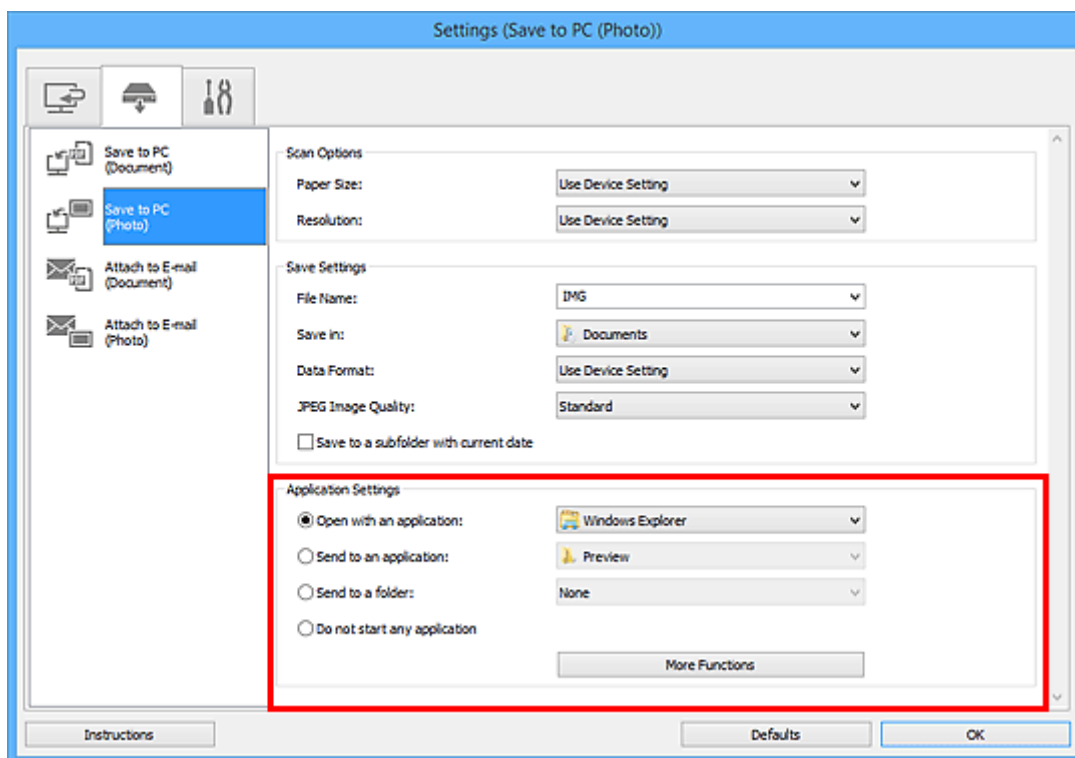 Settings (Save to PC (Photo))
Save to PC
(Document)
Save to PC
(Photo)
Attach to E-mail
(Document)
Attach to E-mail
(Photo)
Scan Options
Paper Size: Use Device Setting
Resolution: Use Device Setting
Save Settings
File Name: IMG
Save in: Documents
Data Format: Use Device Setting
JPEG Image Quality: Standard
Save to a subfolder with current date
Application Settings
Open with an application: Windows Explorer
Send to an application: Preview
Send to a folder: None
Do not start any application
More Functions
Instructions Defaults OK